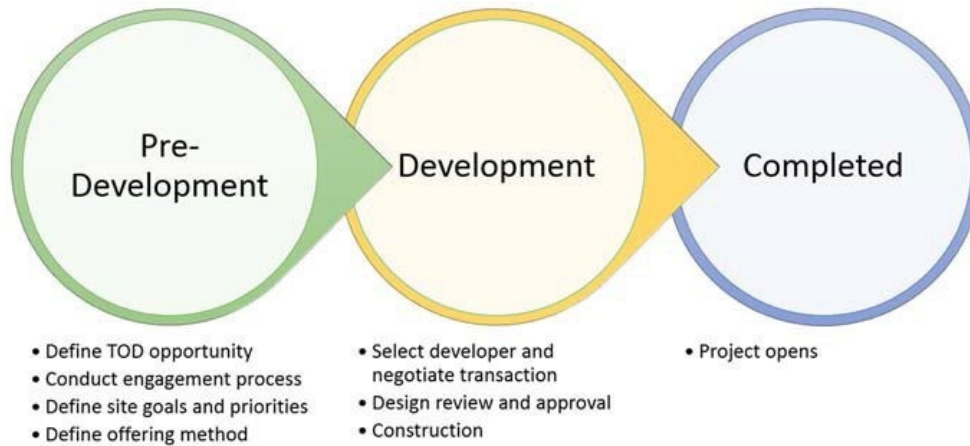 Pre-
Development
Development
Completed
• Define TOD opportunity
• Conduct engagement process
• Define site goals and priorities
• Define offering method
• Select developer and
negotiate transaction
• Design review and approval
• Construction
• Project opens